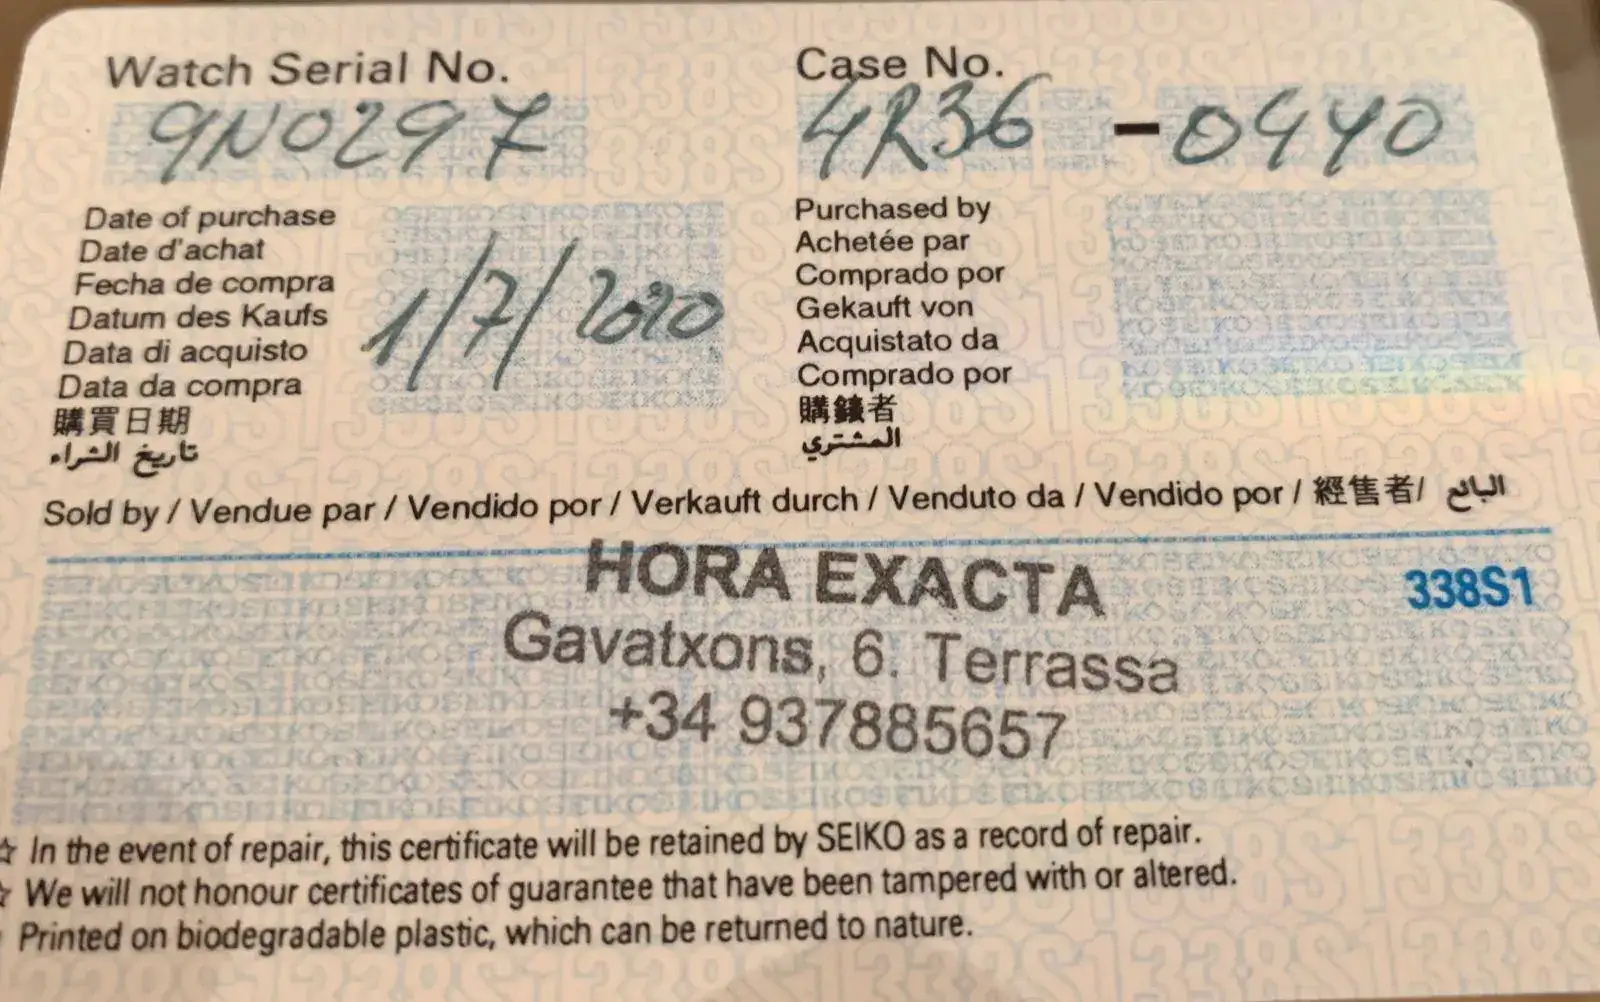 Watch Serial No.
9N0297
Case No.
4R36 -0440
Date of purchase
Date d'achat
Fecha de compra
Datum des Kaufs
Data di acquisto
Data da compra
購買日期
تاريخ الشراء
1/7/2020
Purchased by
Achetée par
Comprado por
Gekauft von
Acquistato da
Comprado por
المشتري
Sold by / Vendue par / Vendido por / Verkauft durch / Venduto da / Vendido por / 經售者/ البائع
HORA EXACTA
338S1
Gavatxons, 6. Terrassa
+34 937885657
☆ In the event of repair, this certificate will be retained by SEIKO as a record of repair.
☆ We will not honour certificates of guarantee that have been tampered with or altered.
Printed on biodegradable plastic, which can be returned to nature.